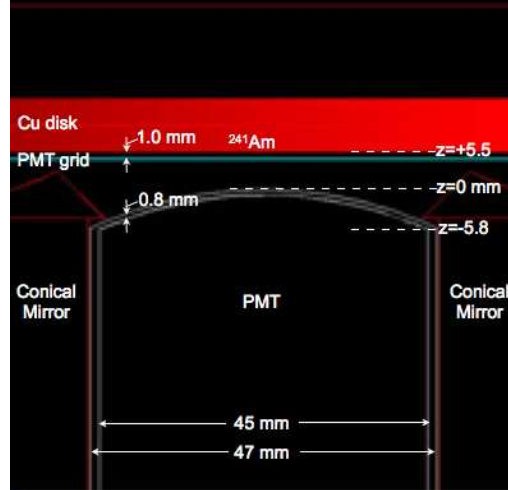 Cu disk
1.0 mm
241Am
z=+5.5
PMT grid
z=0 mm
0.8 mm
z=-5.8
Conical
Mirror
PMT
Conical
Mirror
45 mm
47 mm